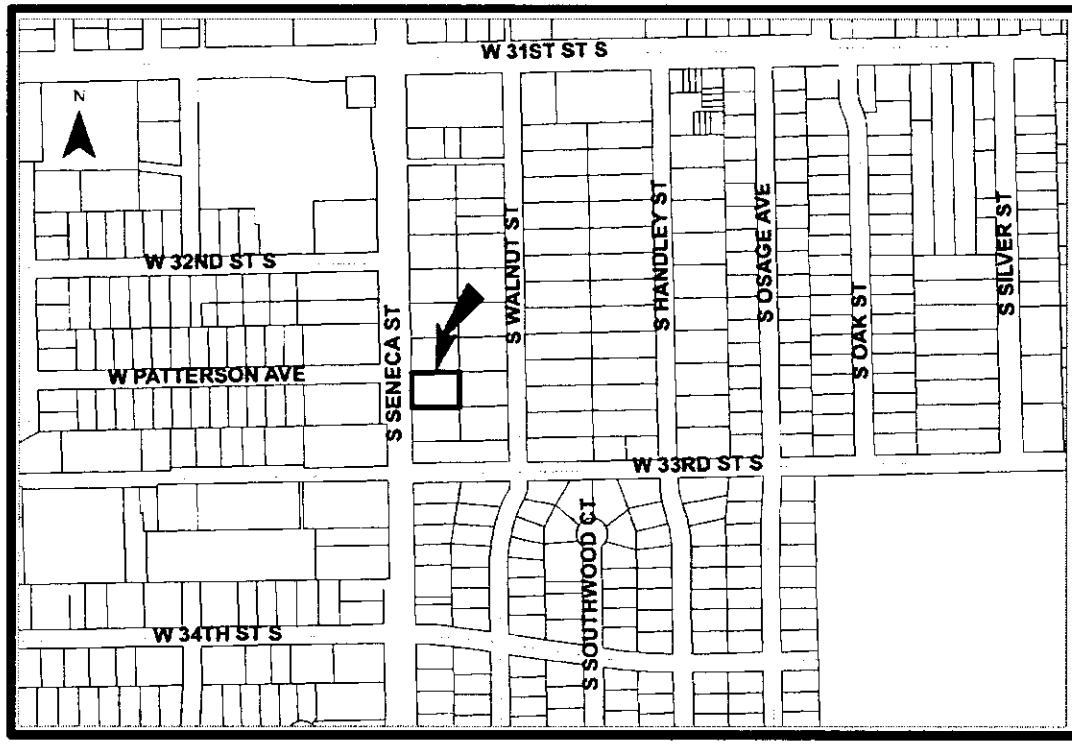 W 31ST ST S
N
S WALNUT ST
S HANDLEY ST
S OSAGE AVE
S SILVER ST
W 32ND ST S
S SENECA ST
S OAK ST
W PATTERSON AVE
W 33RD ST S
S SOUTHWOOD CT
W 34TH ST S